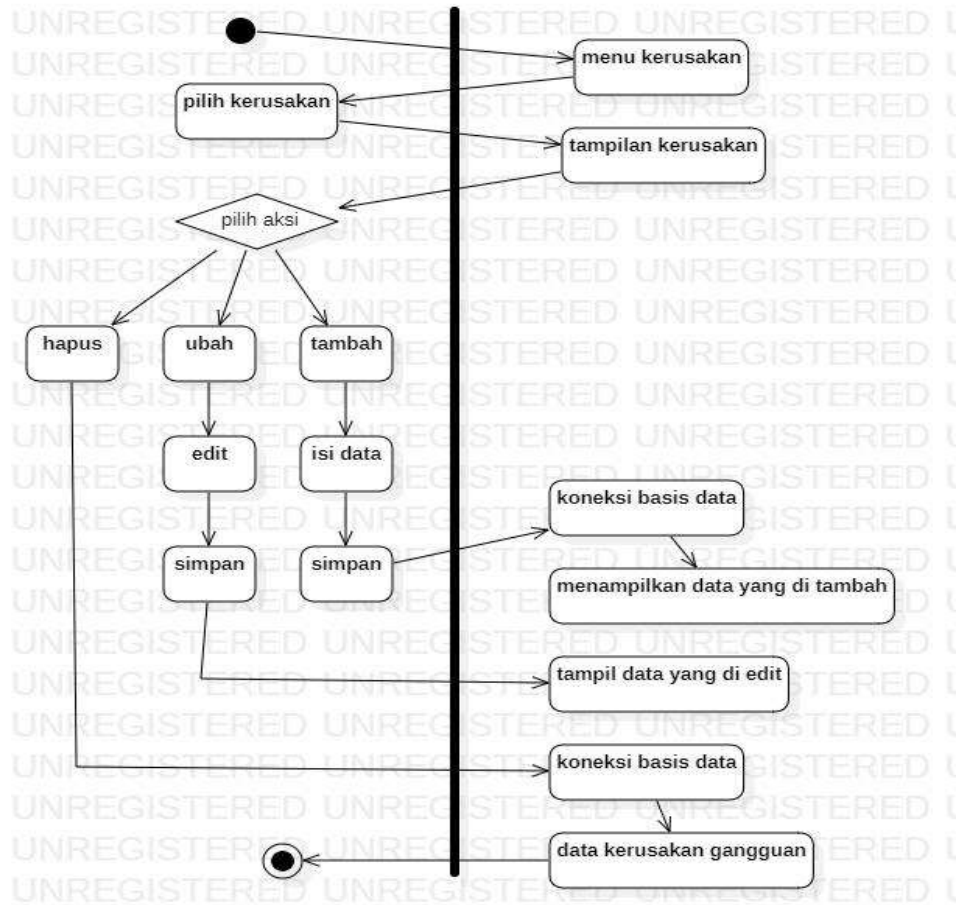 menu kerusakan
pilih kerusakan
tampilan kerusakan
pilih aksi
hapus
ubah
tambah
edit
isi data
simpan
simpan
koneksi basis data
menampilkan data yang di tambah
tampil data yang di edit
koneksi basis data
data kerusakan gangguan
UNREGISTERED